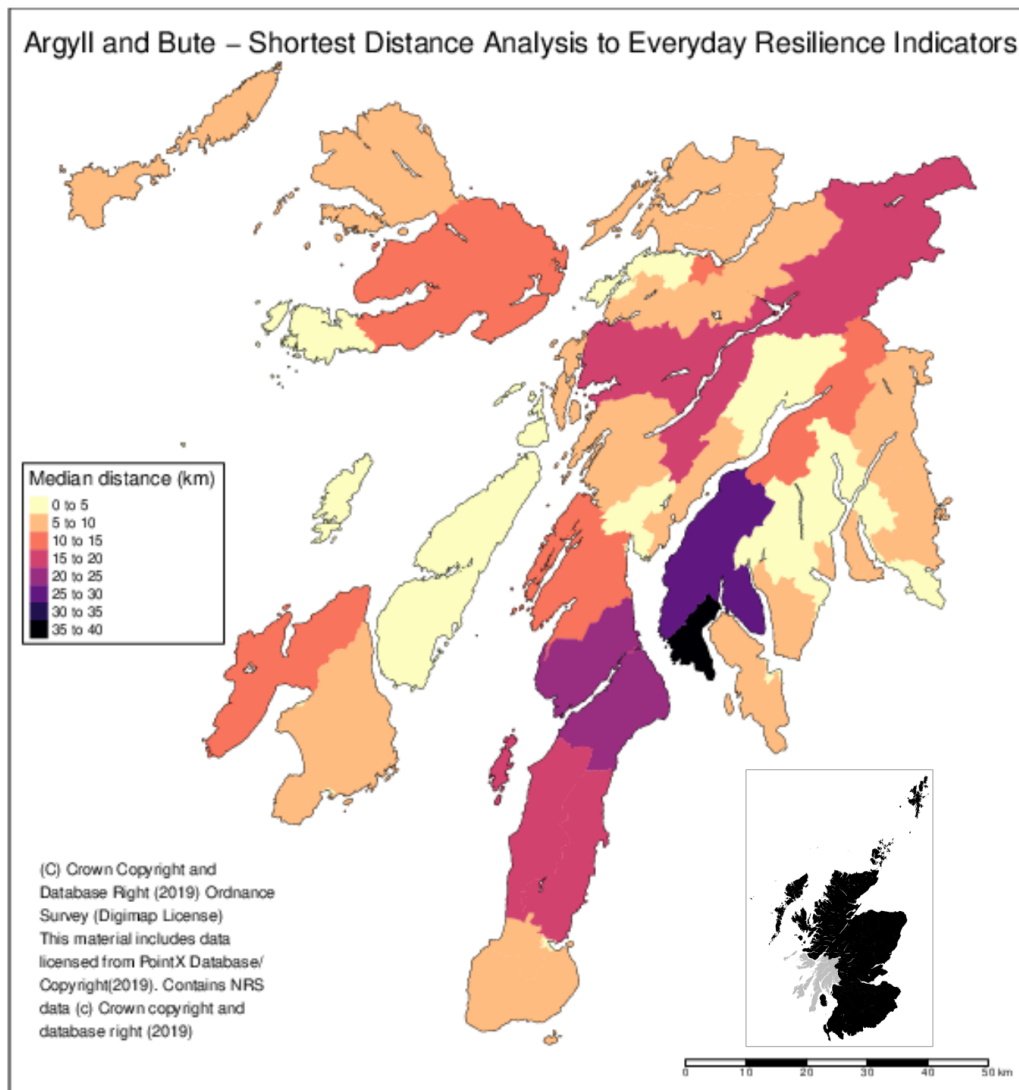 Argyll and Bute – Shortest Distance Analysis to Everyday Resilience Indicators
Median distance (km)
0 to 5
5 to 10
10 to 15
15 to 20
20 to 25
25 to 30
30 to 35
35 to 40
(C) Crown Copyright and
Database Right (2019) Ordnance
Survey (Digimap License)
This material includes data
licensed from PointX Database/
Copyright(2019). Contains NRS
data (c) Crown copyright and
database right (2019)
0 10 20 30 40 50 km